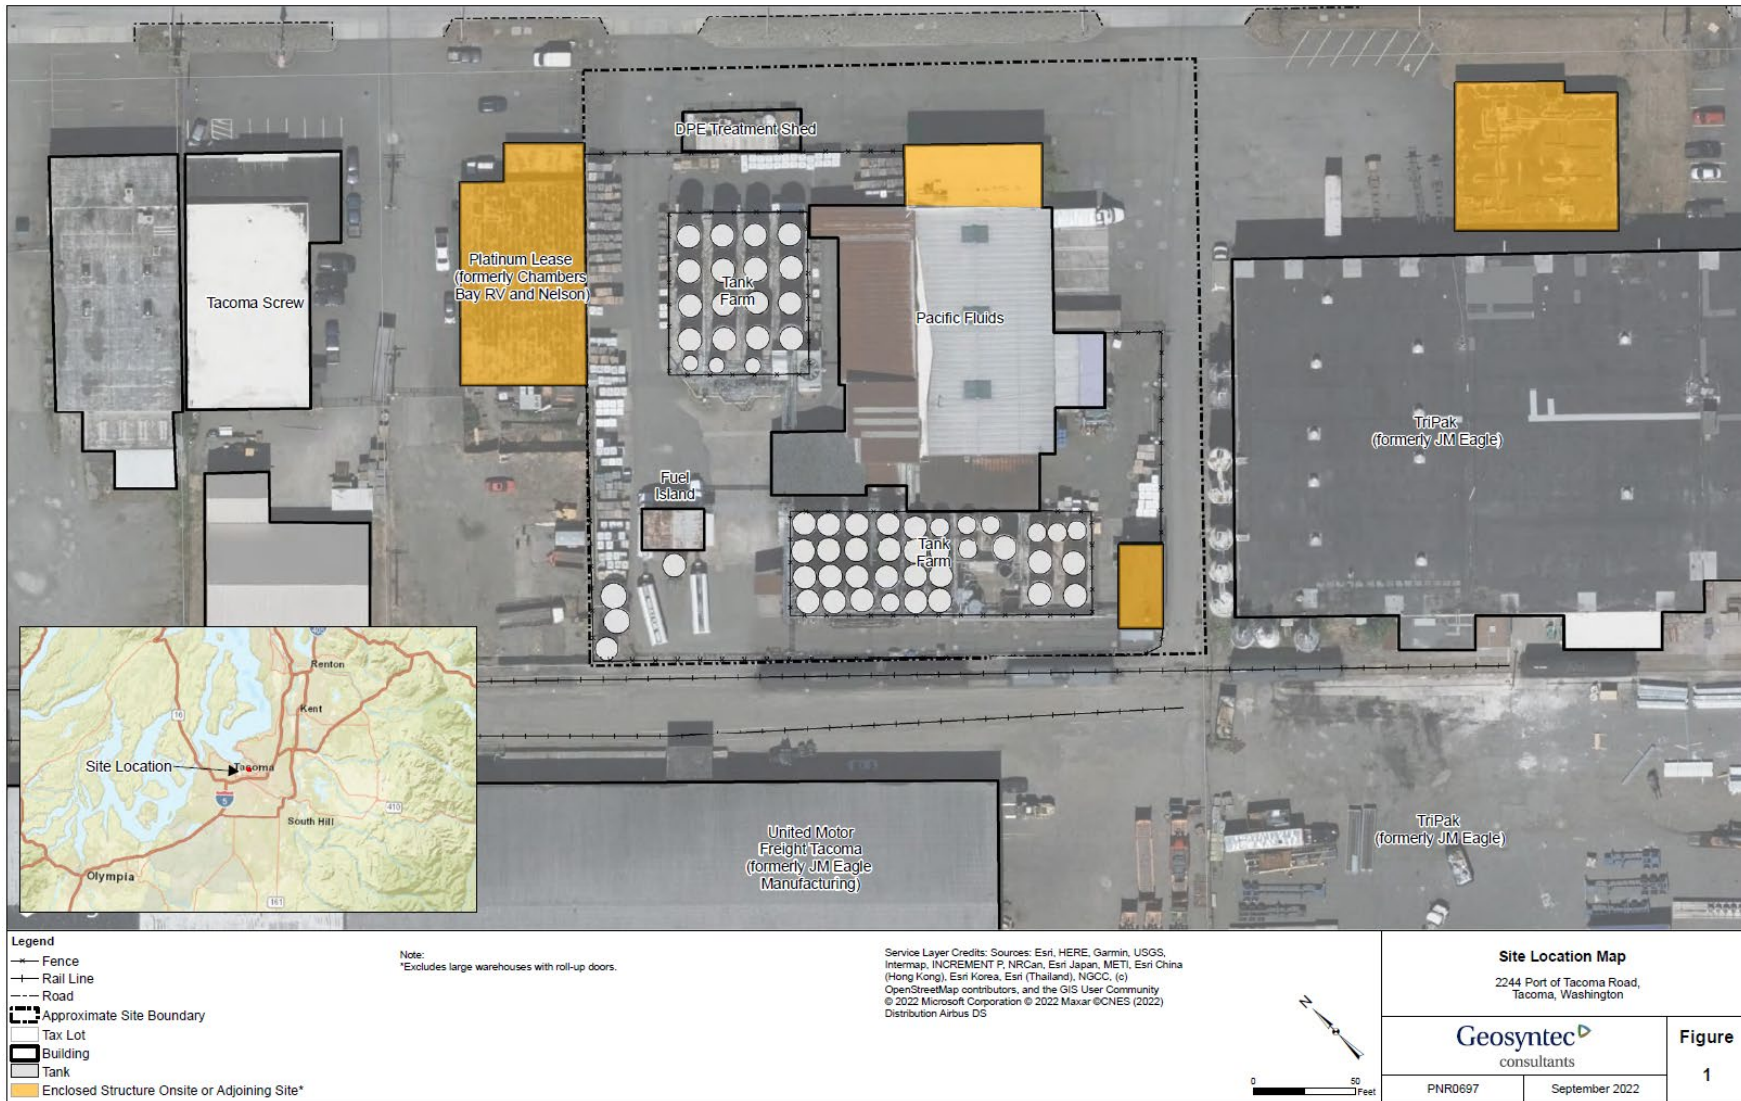 DPE Treatment Shed
Platinum Lease
(formerly Chambers
Bay RV and Nelson)
Tacoma Screw
Tank
Farm
Pacific Fluids
TriPak
(formerly JM Eagle)
Fuel
Island
Tank
Farm
Renton
Kent
16
Site Location
Tacoma
5
410
South Hill
Olympia
161
United Motor
Freight Tacoma
(formerly JM Eagle
Manufacturing)
TriPak
(formerly JM Eagle)
Legend
Fence
Rail Line
Road
Approximate Site Boundary
Tax Lot
Building
Tank
Enclosed Structure Onsite or Adjoining Site*
Note:
*Excludes large warehouses with roll-up doors.
Service Layer Credits: Sources: Esri, HERE, Garmin, USGS,
Intermap, INCREMENT P, NRCan, Esri Japan, METI, Esri China
(Hong Kong), Esri Korea, Esri (Thailand), NGCC, (c)
OpenStreetMap contributors, and the GIS User Community
© 2022 Microsoft Corporation © 2022 Maxar ©CNES (2022)
Distribution Airbus DS
N
0 50
Feet
Site Location Map
2244 Port of Tacoma Road,
Tacoma, Washington
Geosyntec
consultants
PNR0697
September 2022
Figure
1